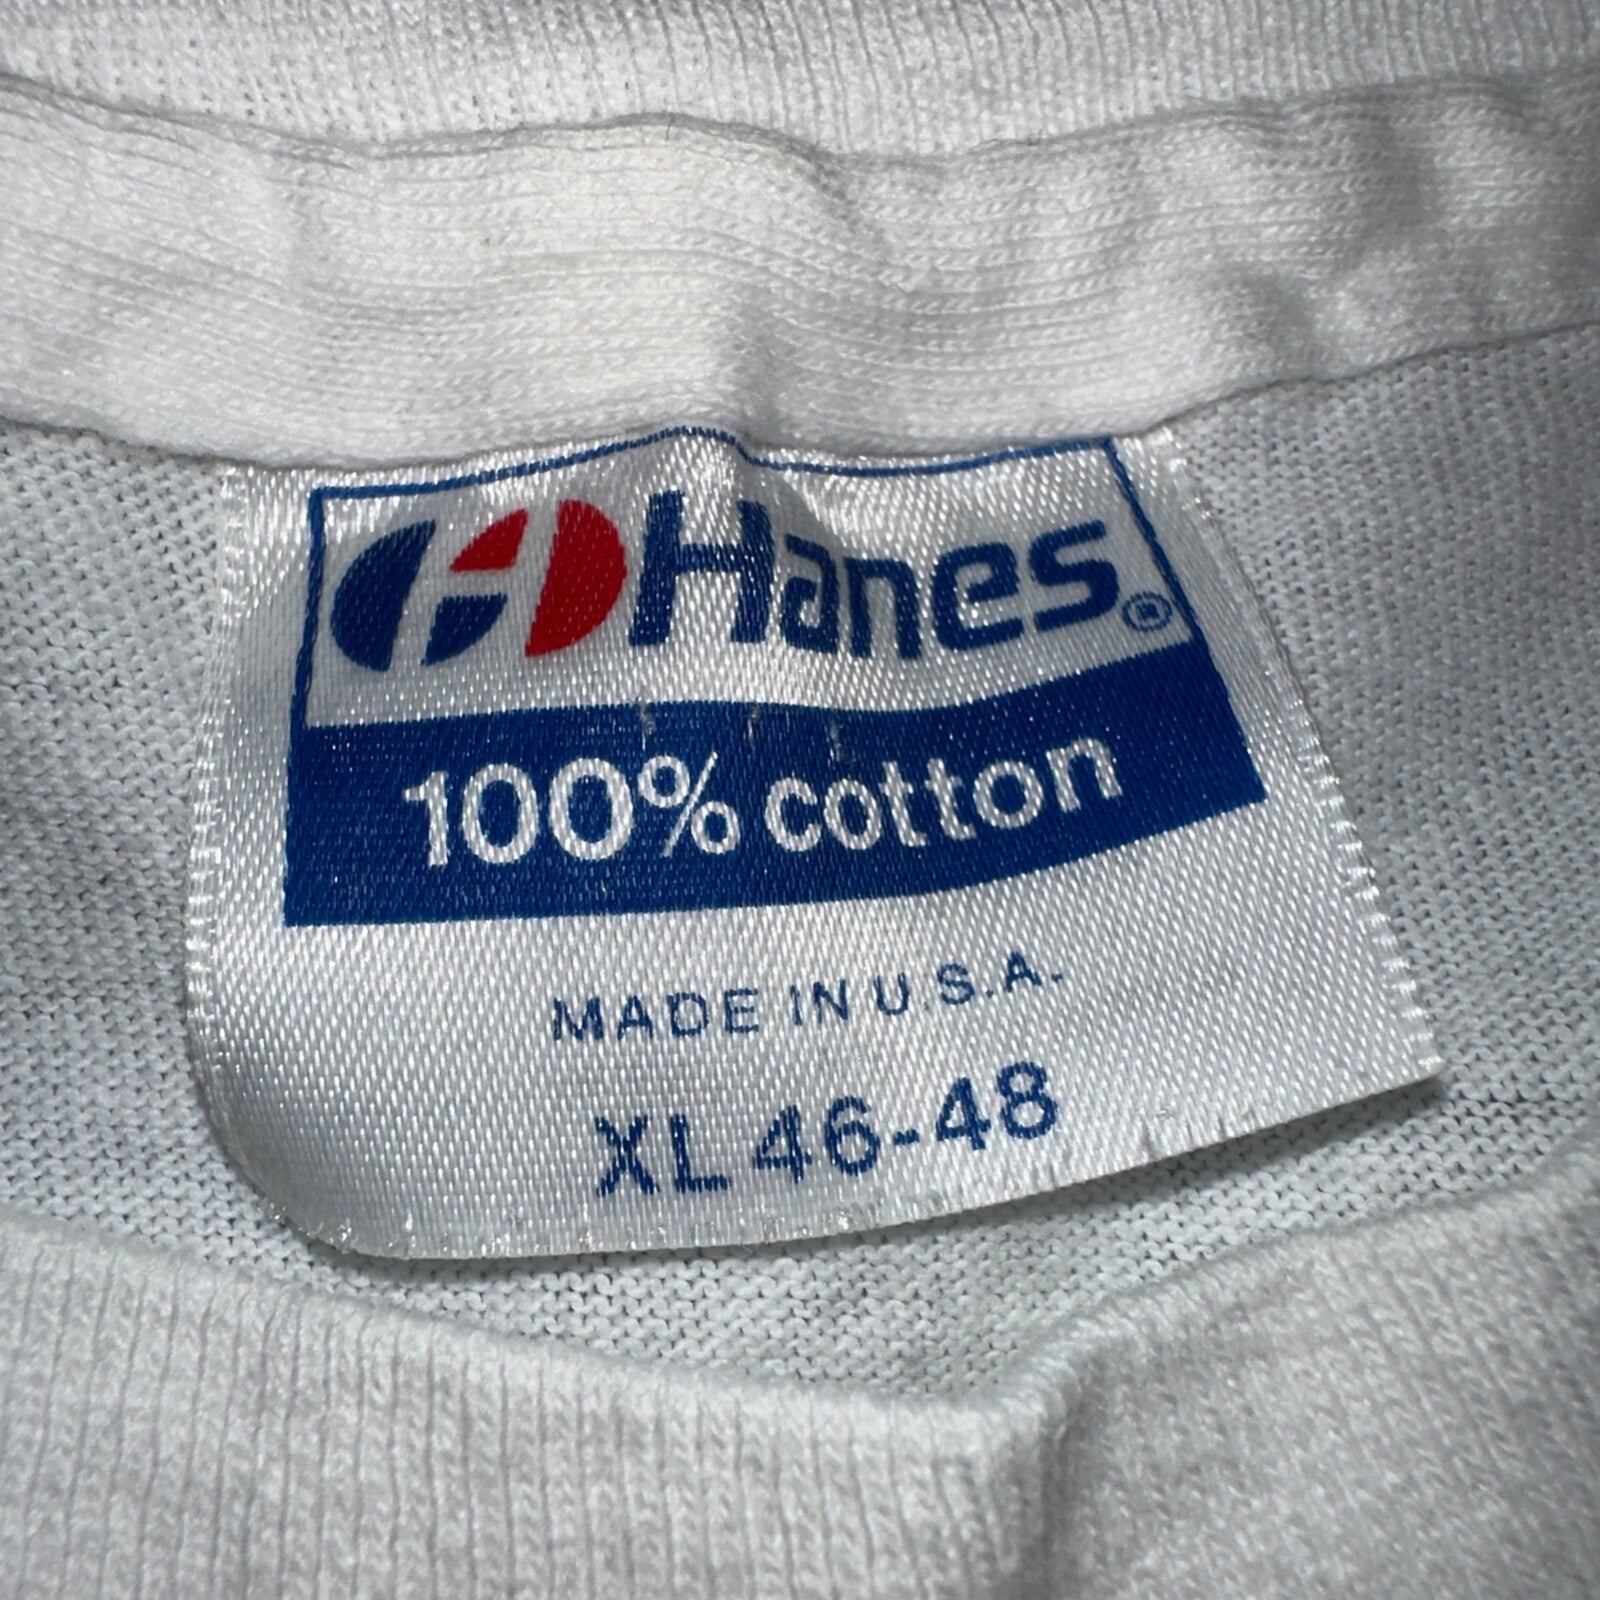 Hanes®
100% cotton
MADE IN U.S.A.
XL 46-48